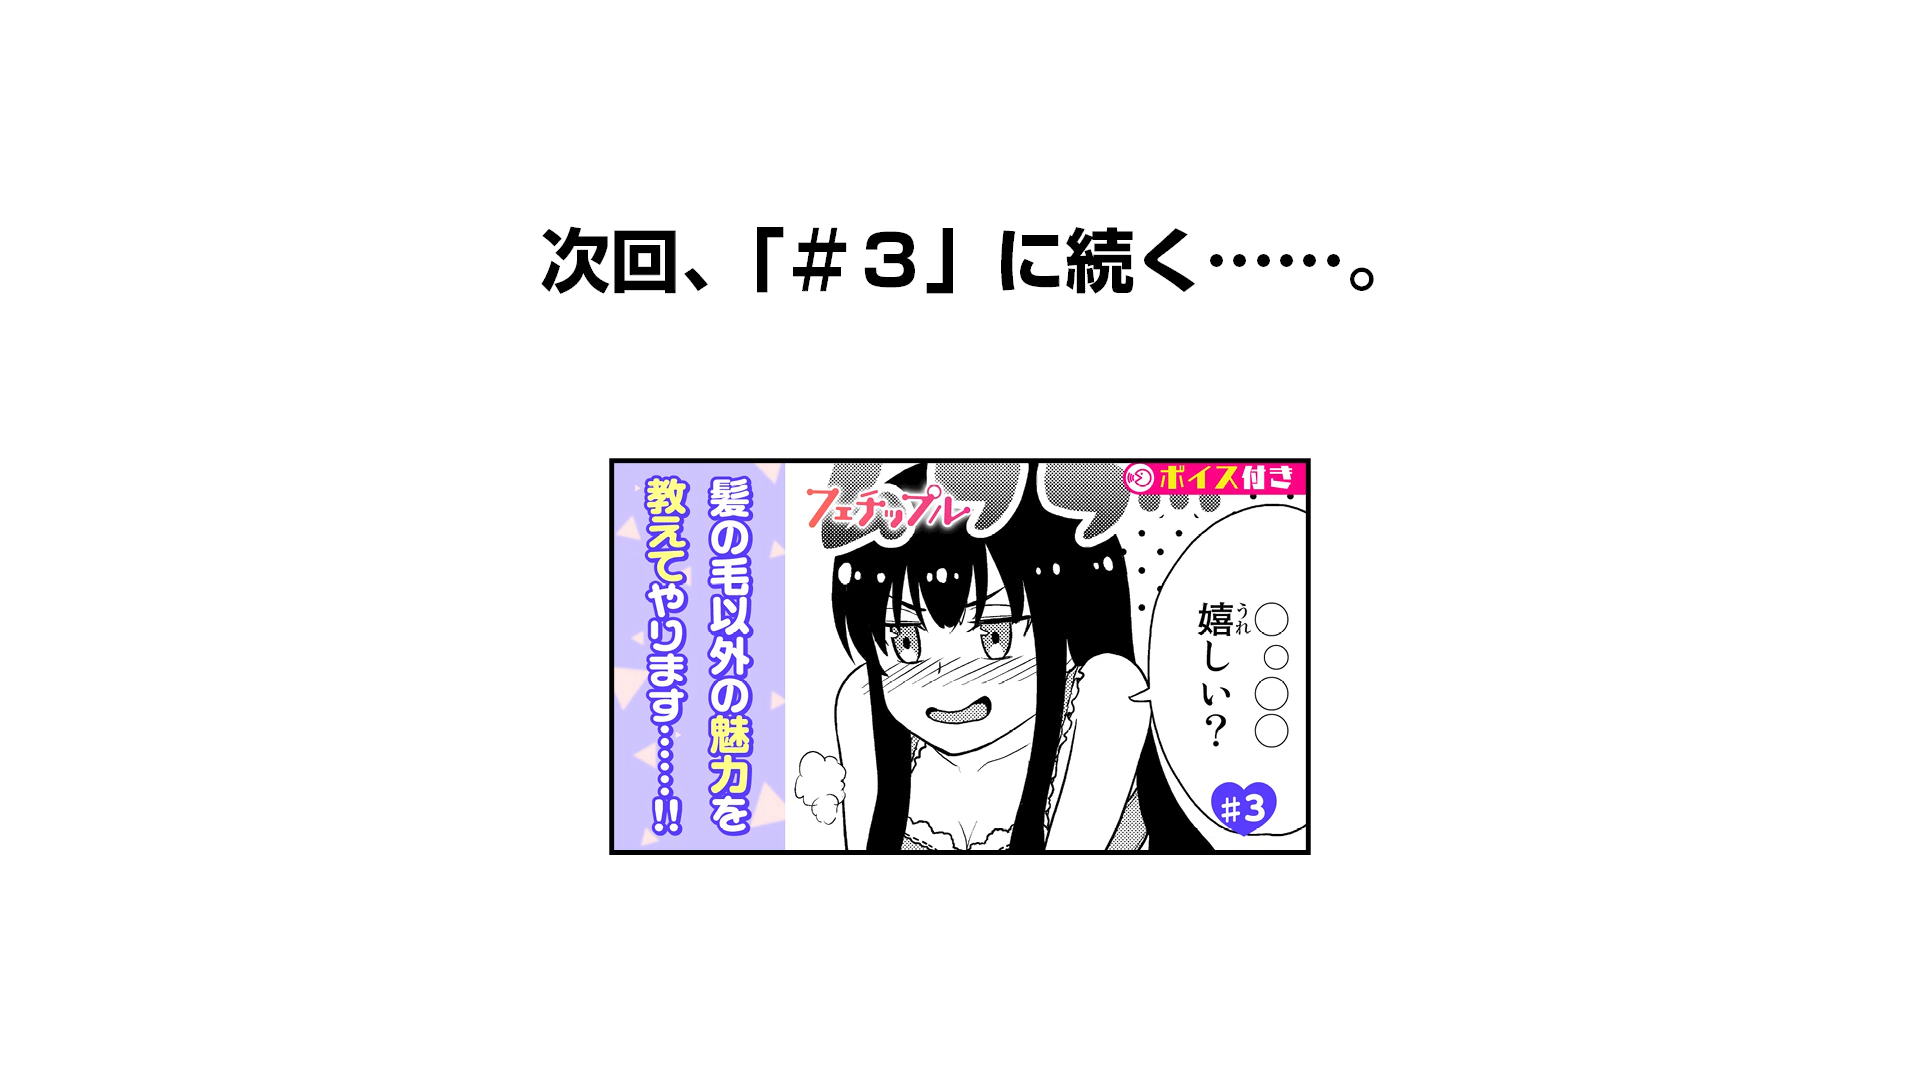 次回、「＃３」に続く……。
髪の毛以外の魅力を
教えてやります……!!
フェチップル
ボイス付き
○○○○
嬉しい？
うれ
#3